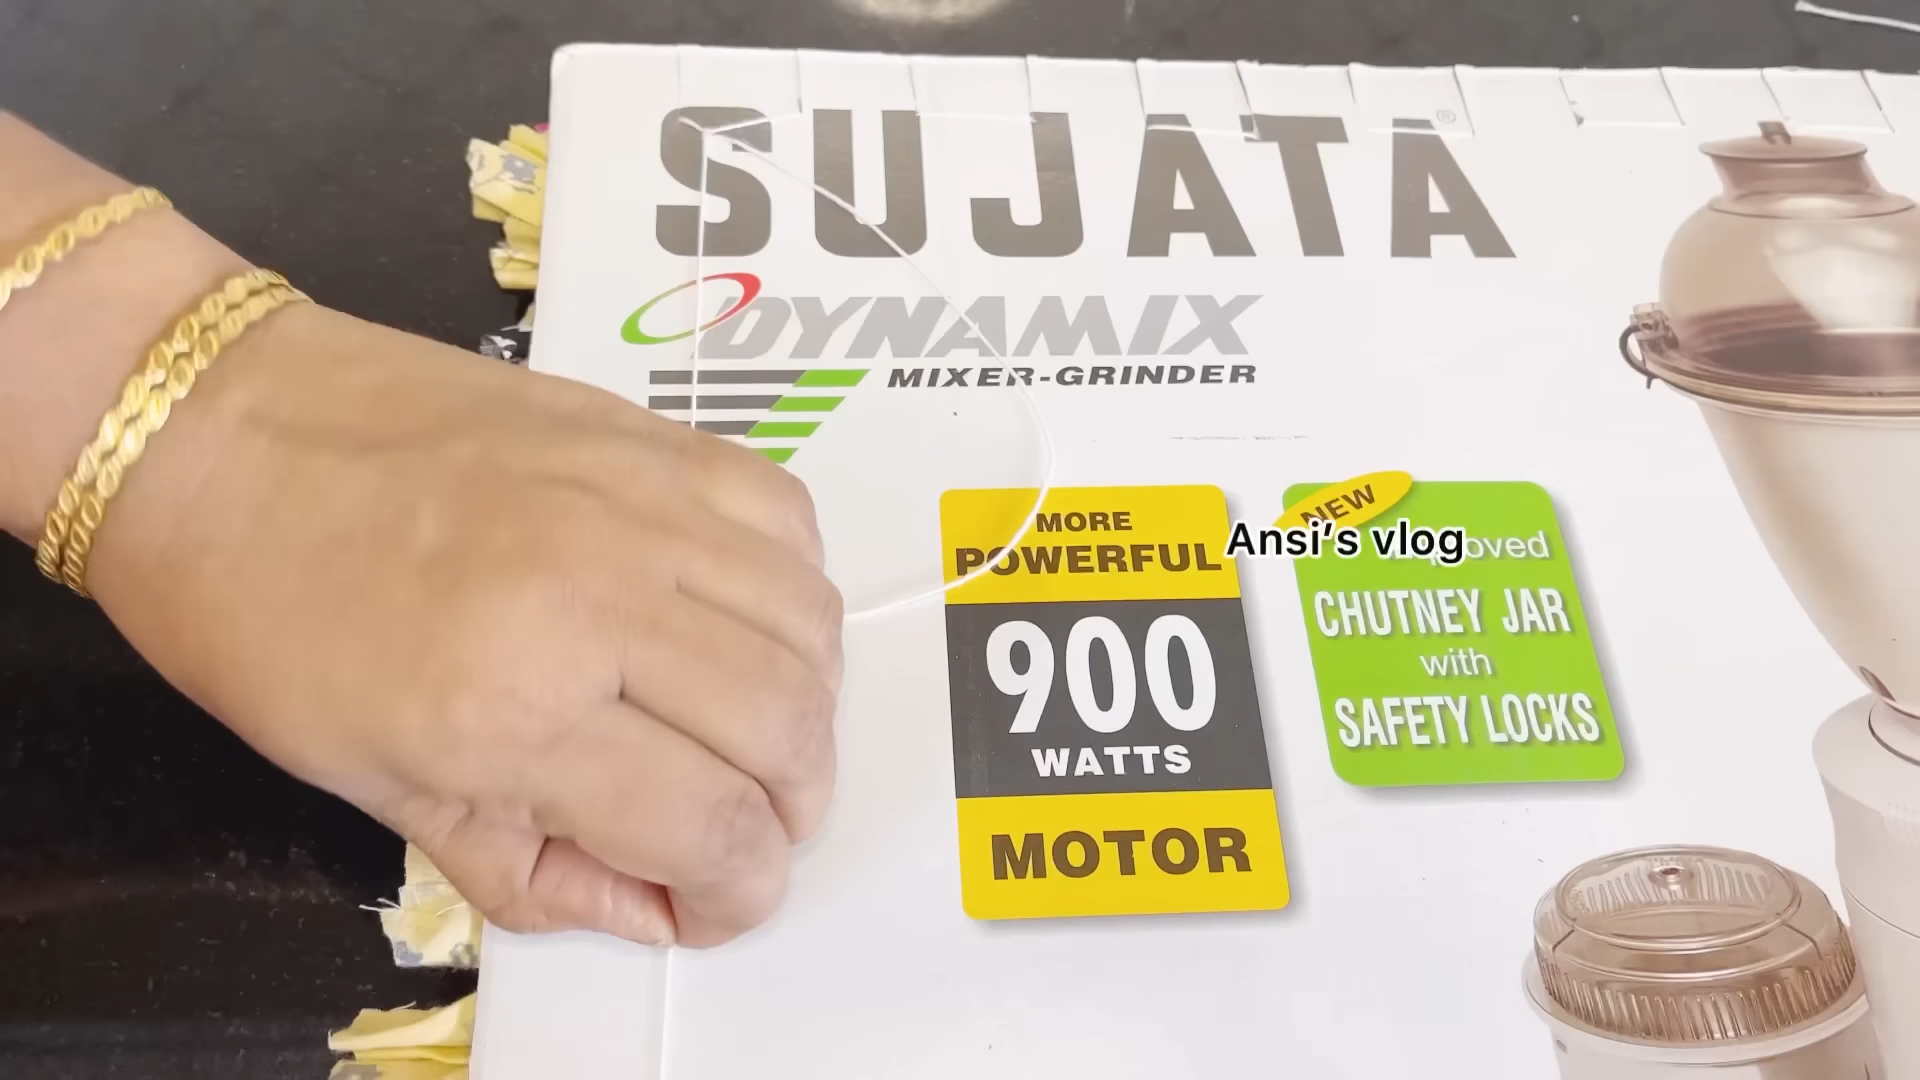 SUJATA®
DYNAMIX
MIXER-GRINDER
MORE
POWERFUL
900
WATTS
MOTOR
NEW
Ansi's vlog
CHUTNEY JAR
with
SAFETY LOCKS